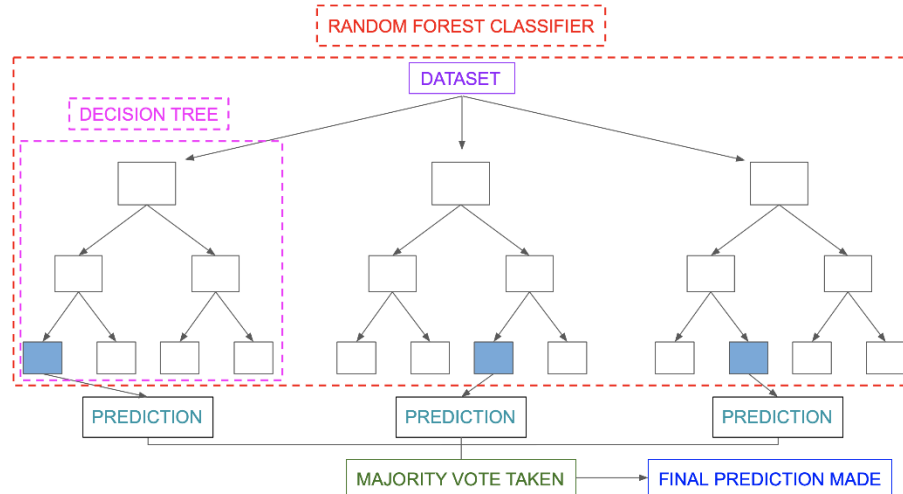 RANDOM FOREST CLASSIFIER
DATASET
DECISION TREE
PREDICTION
PREDICTION
PREDICTION
MAJORITY VOTE TAKEN
FINAL PREDICTION MADE